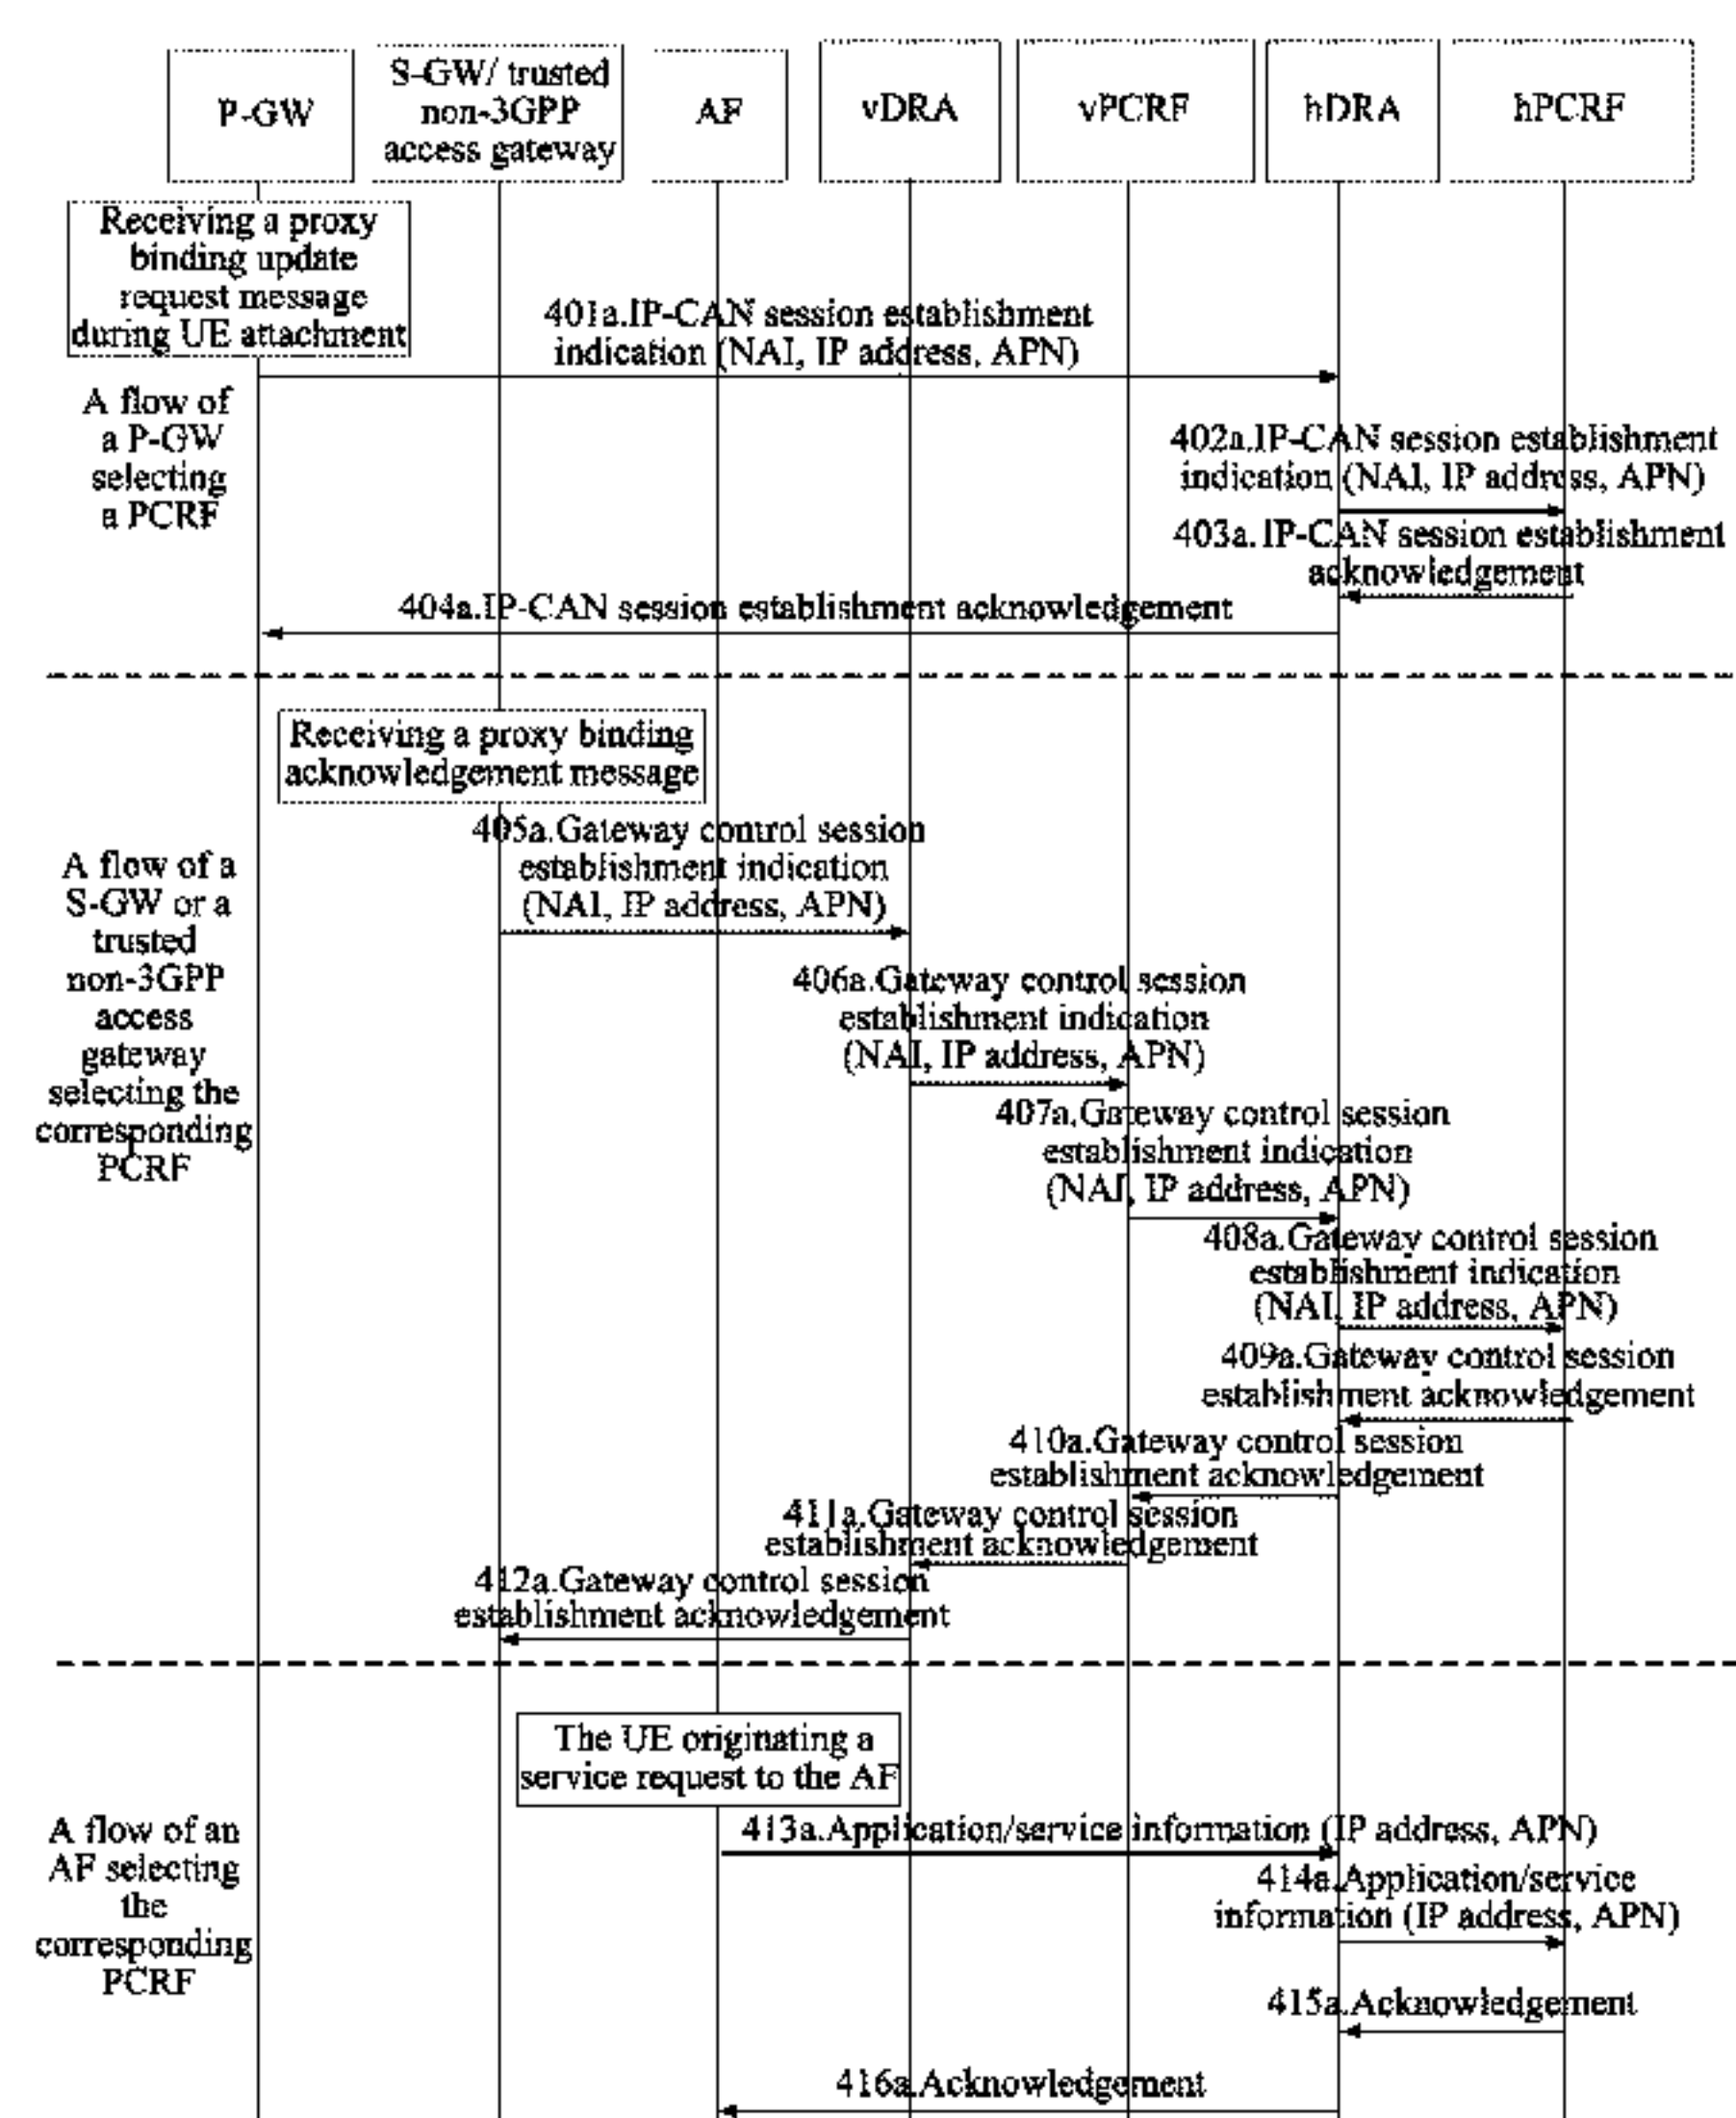 P-GW
S-GW/ trusted
non-3GPP
access gateway
AF
vDRA
vPCRF
hDRA
hPCRF
Receiving a proxy
binding update
request message
during UE attachment
401a.IP-CAN session establishment
indication (NAI, IP address, APN)
A flow of
a P-GW
selecting
a PCRF
402a.IP-CAN session establishment
indication (NAI, IP address, APN)
403a.IP-CAN session establishment
acknowledgement
404a.IP-CAN session establishment acknowledgement
Receiving a proxy binding
acknowledgement message
405a.Gateway control session
establishment indication
(NAI, IP address, APN)
A flow of a
S-GW or a
trusted
non-3GPP
access
gateway
selecting the
corresponding
PCRF
406a.Gateway control session
establishment indication
(NAI, IP address, APN)
407a.Gateway control session
establishment indication
(NAI, IP address, APN)
408a.Gateway control session
establishment indication
(NAI, IP address, APN)
409a.Gateway control session
establishment acknowledgement
410a.Gateway control session
establishment acknowledgement
411a.Gateway control session
establishment acknowledgement
412a.Gateway control session
establishment acknowledgement
The UE originating a
service request to the AF
A flow of an
AF selecting
the
corresponding
PCRF
413a.Application/service information (IP address, APN)
414a.Application/service
information (IP address, APN)
415a.Acknowledgement
416a.Acknowledgement